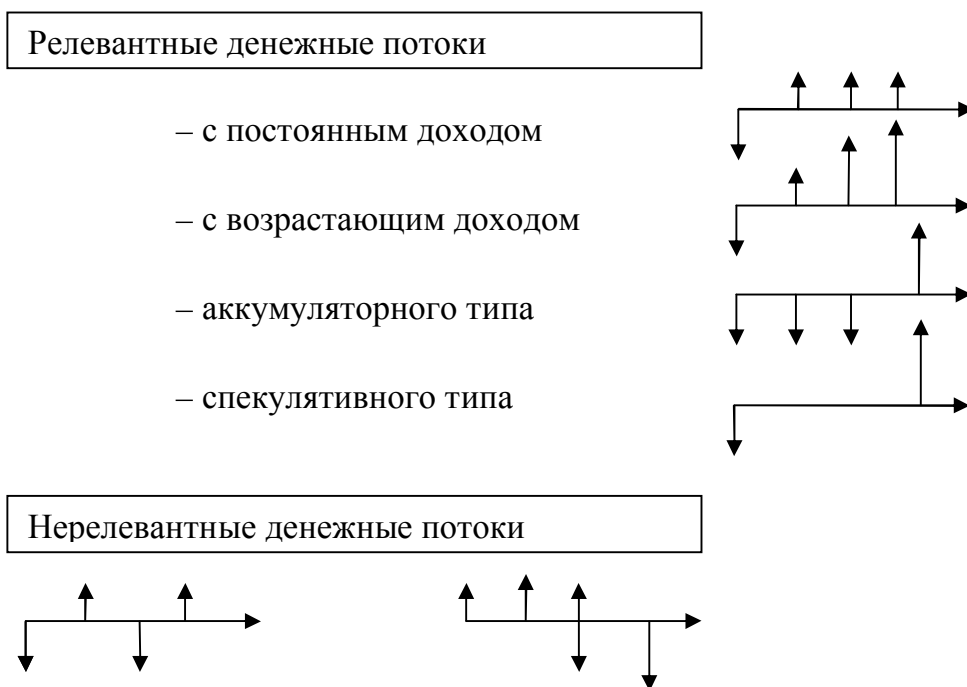 Релевантные денежные потоки
– с постоянным доходом
– с возрастающим доходом
– аккумуляторного типа
– спекулятивного типа
Нерелевантные денежные потоки